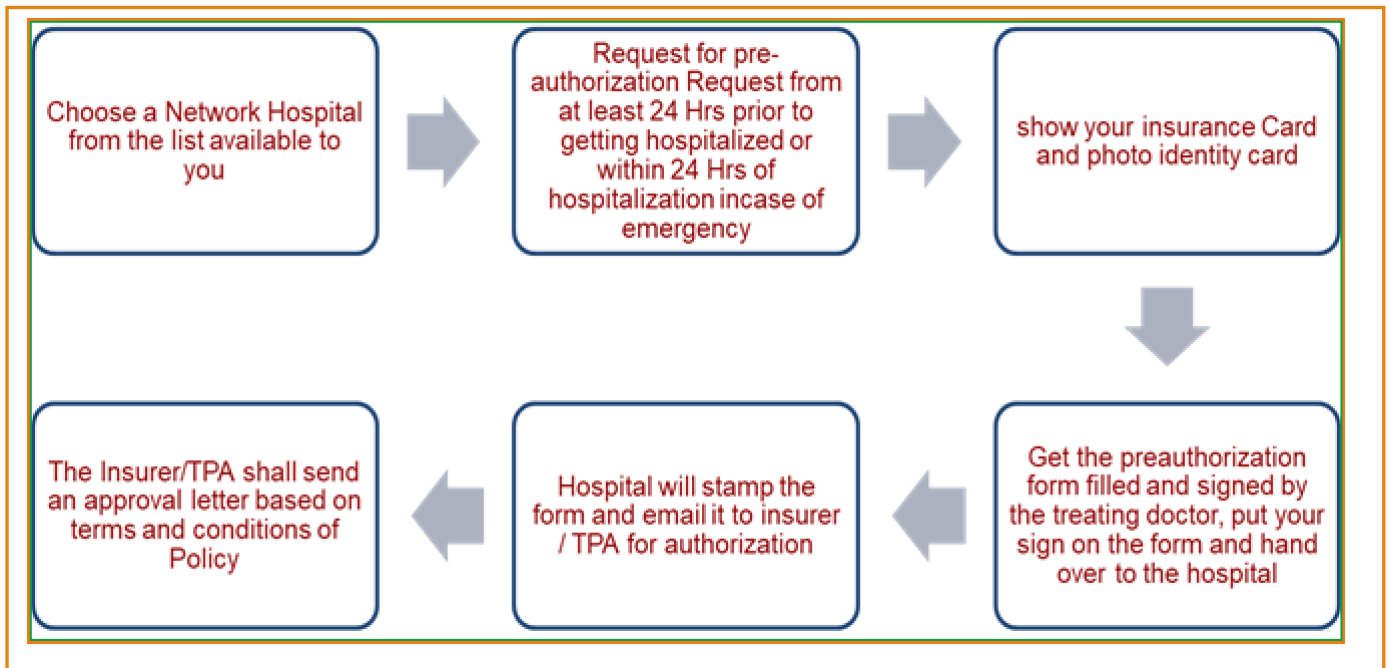 Choose a Network Hospital
from the list available to
you
Request for pre-
authorization Request from
at least 24 Hrs prior to
getting hospitalized or
within 24 Hrs of
hospitalization incase of
emergency
show your insurance Card
and photo identity card
Get the preauthorization
form filled and signed by
the treating doctor, put your
sign on the form and hand
over to the hospital
Hospital will stamp the
form and email it to insurer
/ TPA for authorization
The Insurer/TPA shall send
an approval letter based on
terms and conditions of
Policy